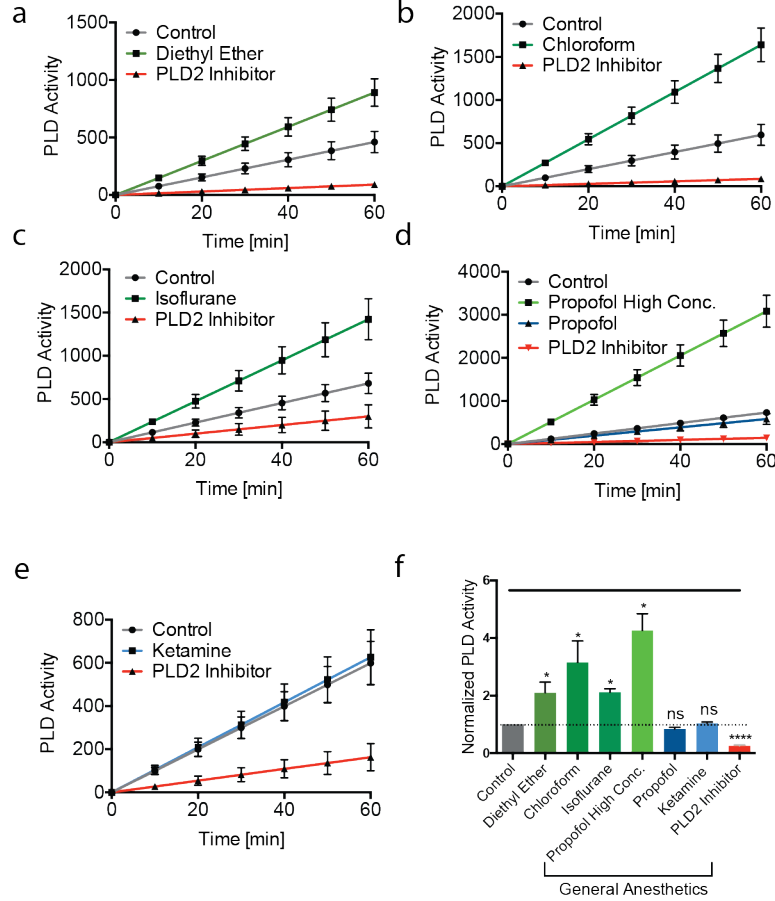 a
1500
1000
500
0
PLD Activity
Control
Diethyl Ether
PLD2 Inhibitor
0 20 40 60
Time [min]
b
2000
1500
1000
500
0
PLD Activity
Control
Chloroform
PLD2 Inhibitor
0 20 40 60
Time [min]
c
2000
1500
1000
500
0
PLD Activity
Control
Isoflurane
PLD2 Inhibitor
0 20 40 60
Time [min]
d
4000
3000
2000
1000
0
PLD Activity
Control
Propofol High Conc.
Propofol
PLD2 Inhibitor
0 20 40 60
Time [min]
e
800
600
400
200
0
PLD Activity
Control
Ketamine
PLD2 Inhibitor
0 20 40 60
Time [min]
f
6
4
2
0
Normalized PLD Activity
* * * * ns ns ****
Control
Diethyl Ether
Chloroform
Isoflurane
Propofol High Conc.
Propofol
Ketamine
PLD2 Inhibitor
General Anesthetics